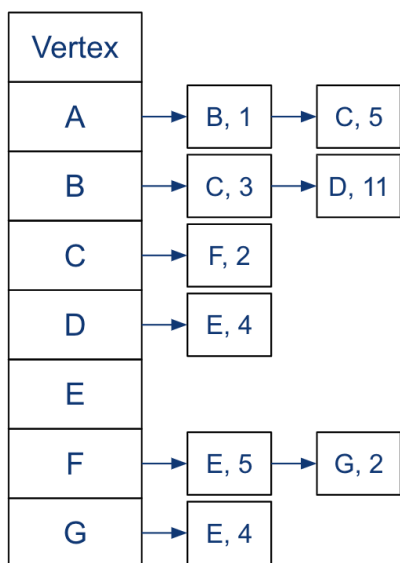 Vertex
A B, 1 C, 5
B C, 3 D, 11
C F, 2
D E, 4
E
F E, 5 G, 2
G E, 4